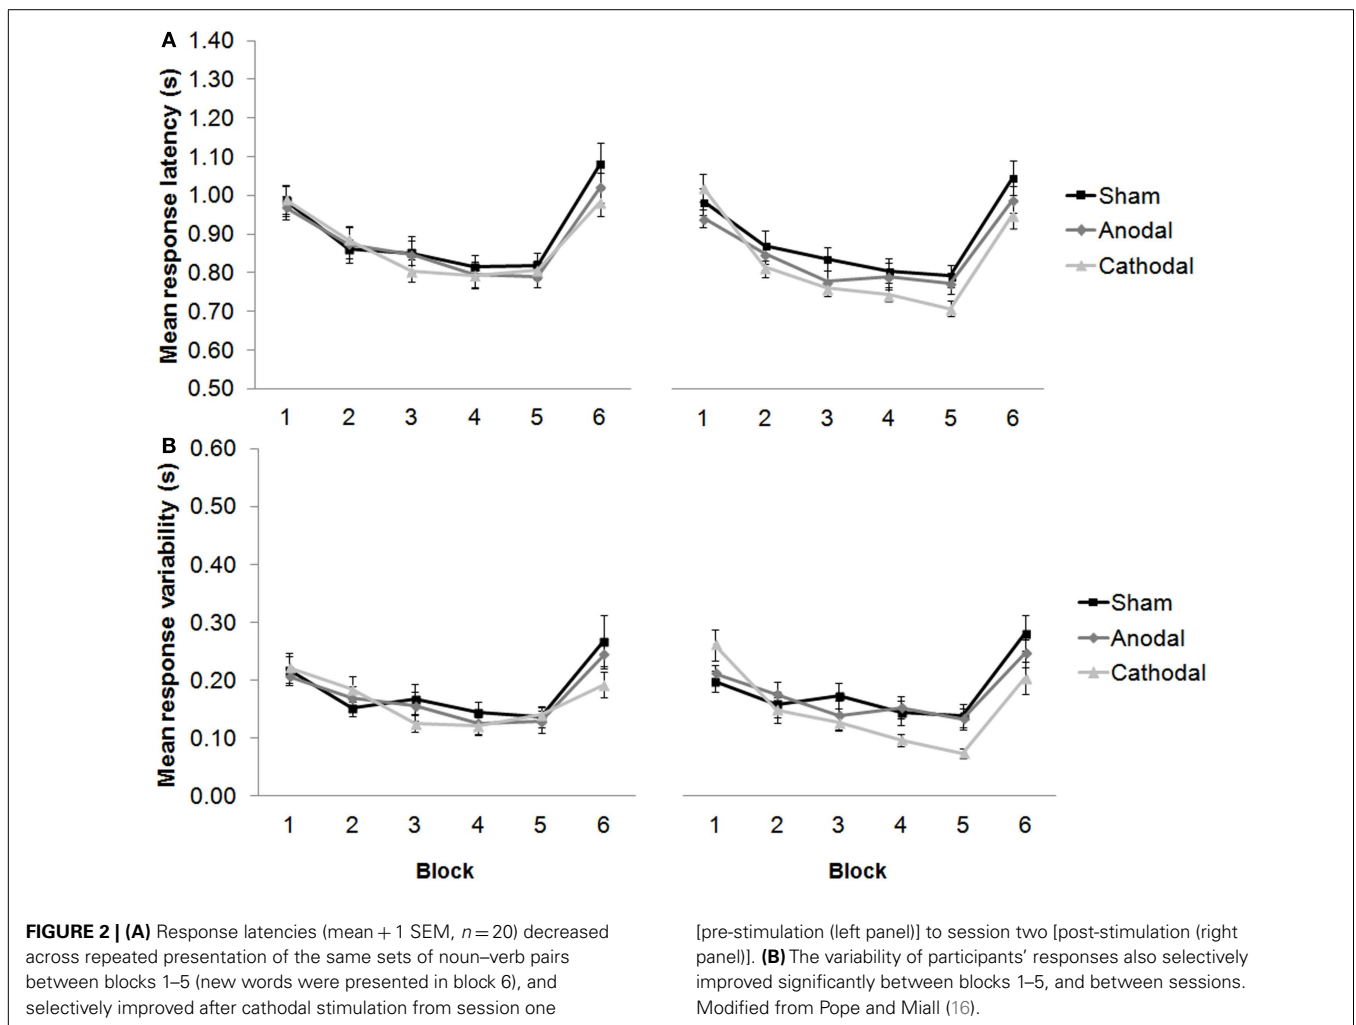 A
1.40
1.30
1.20
1.10
1.00
0.90
0.80
0.70
0.60
0.50
Mean response latency (s)
1 2 3 4 5 6
1 2 3 4 5 6
Sham
Anodal
Cathodal
B
0.60
0.50
0.40
0.30
0.20
0.10
0.00
Mean response variability (s)
1 2 3 4 5 6
1 2 3 4 5 6
Block
Block
Sham
Anodal
Cathodal
FIGURE 2 | (A) Response latencies (mean + 1 SEM, n = 20) decreased
across repeated presentation of the same sets of noun–verb pairs
between blocks 1–5 (new words were presented in block 6), and
selectively improved after cathodal stimulation from session one
[pre-stimulation (left panel)] to session two [post-stimulation (right
panel)]. (B) The variability of participants’ responses also selectively
improved significantly between blocks 1–5, and between sessions.
Modified from Pope and Miall (16).